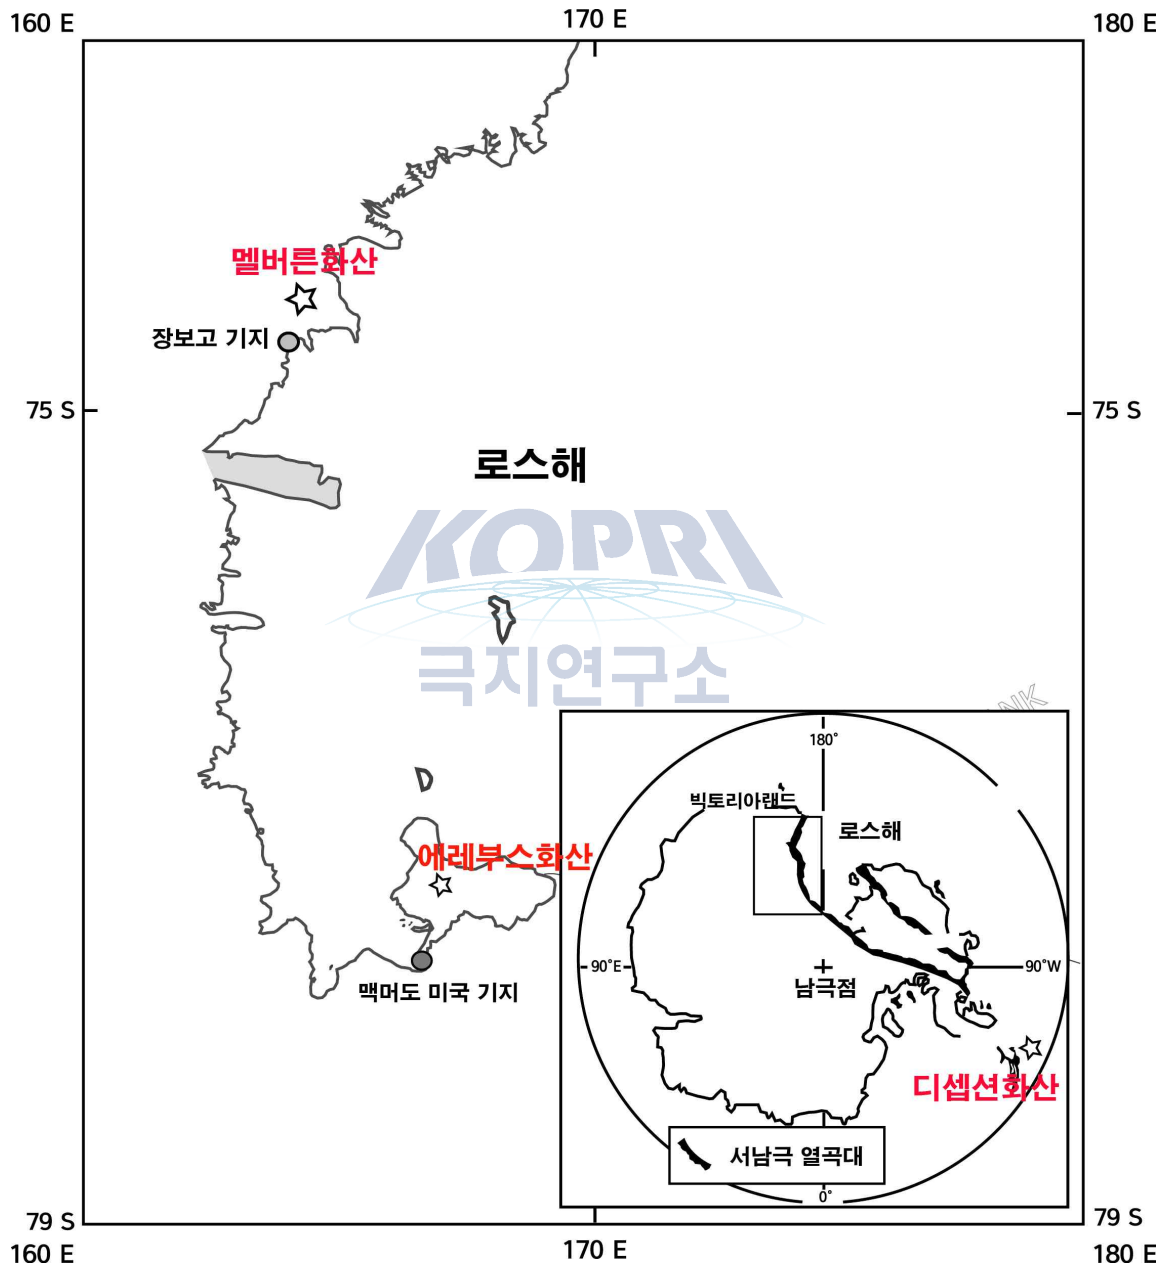 160 E
170 E
180 E
멜버른화산
장보고 기지
75 S
75 S
로스해
KOPRI
극지연구소
180°
빅토리아랜드
로스해
에레부스화산
90°E
90°W
남극점
맥머도 미국 기지
디셉션화산
서남극 열곡대
0°
79 S
79 S
160 E
170 E
180 E